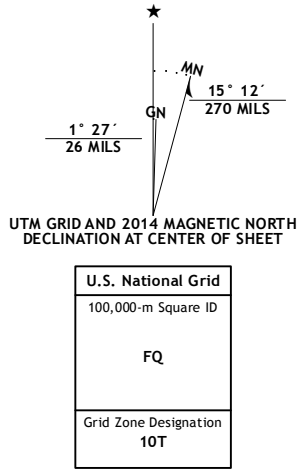 ★
MN
15° 12´
270 MILS
GN
1° 27´
26 MILS
UTM GRID AND 2014 MAGNETIC NORTH
DECLINATION AT CENTER OF SHEET
U.S. National Grid
100,000-m Square ID
FQ
Grid Zone Designation
10T